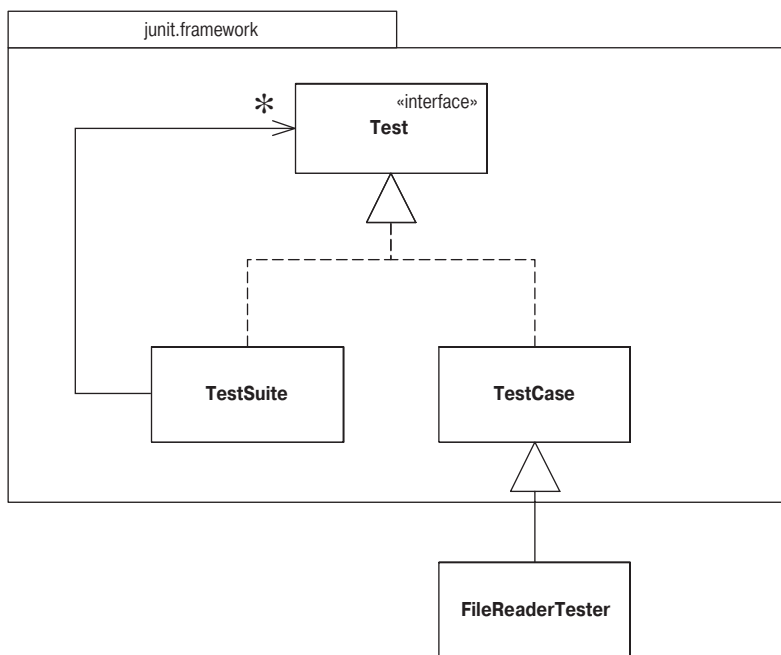 junit.framework
*
«interface»
Test
TestSuite
TestCase
FileReaderTester